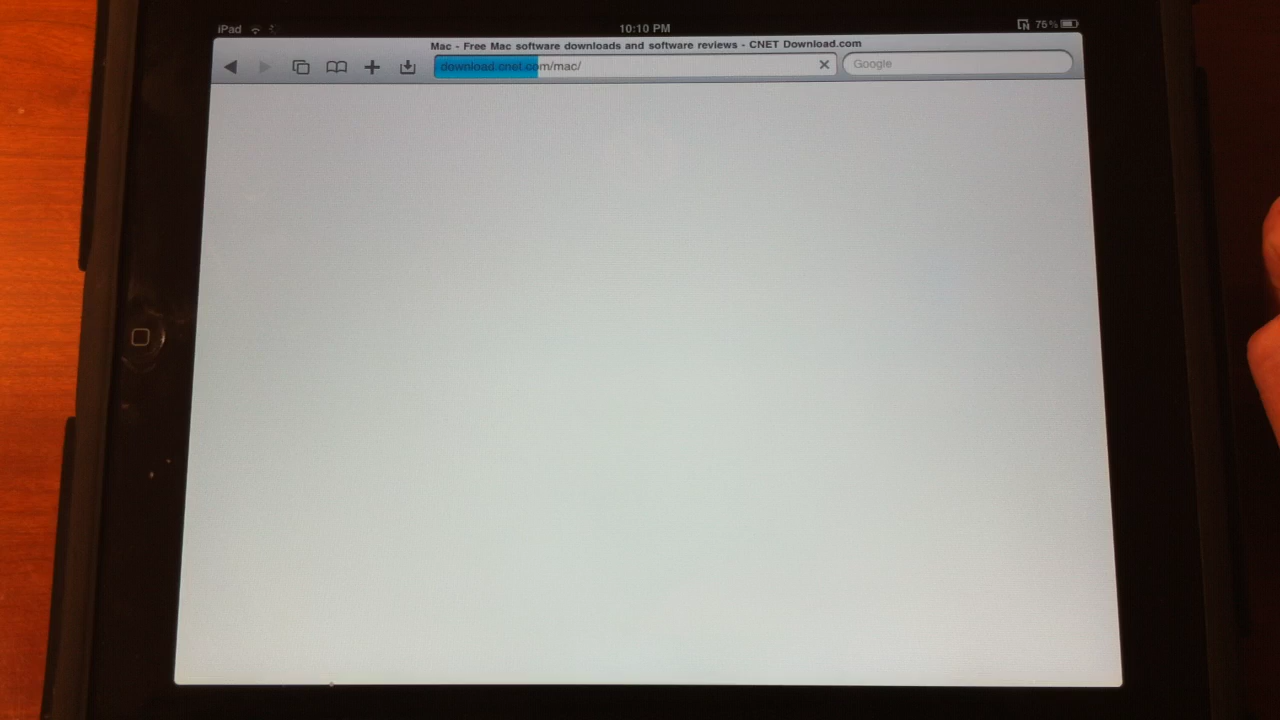 iPad 10:10 PM 75%
Mac - Free Mac software downloads and software reviews - CNET Download.com
download.cnet.com/mac/ Google